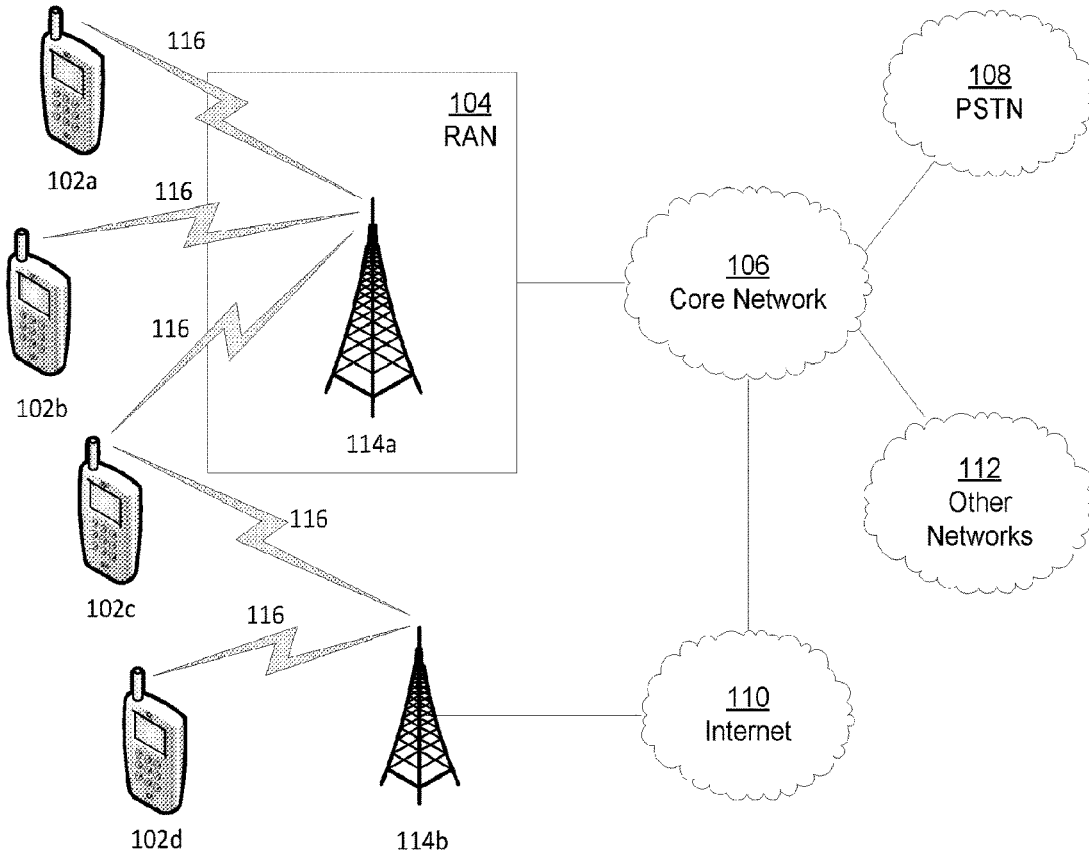 116
108
PSTN
104
RAN
102a
116
106
Core Network
116
102b
114a
112
Other
Networks
116
102c
116
110
Internet
102d
114b